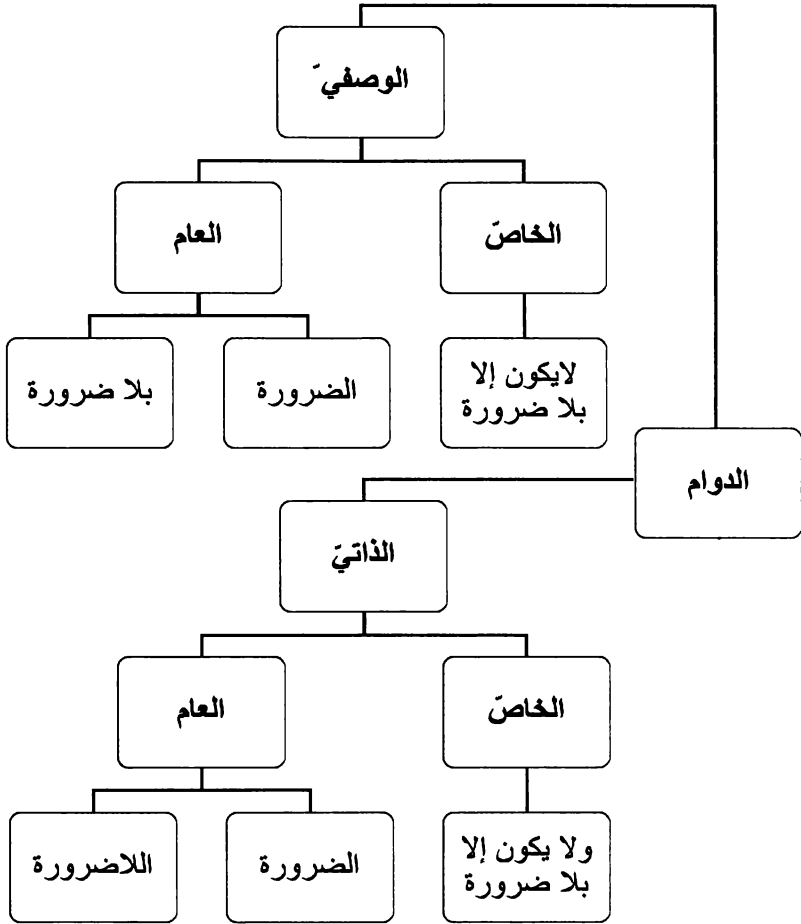 الوصفيّ
الخاصّ
العام
لايكون إلا
بلا ضرورة
الضرورة
بلا ضرورة
الدوام
الذاتيّ
الخاصّ
العام
ولا يكون إلا
بلا ضرورة
الضرورة
اللاضرورة